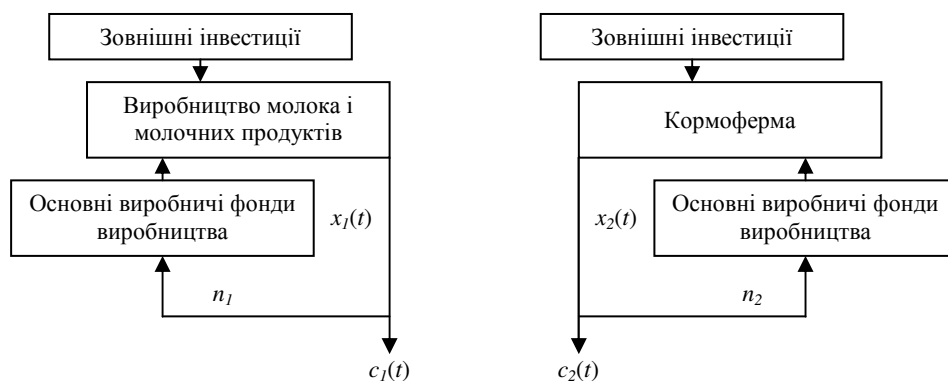 Зовнішні інвестиції
Виробництво молока і
молочних продуктів
Основні виробничі фонди
виробництва
x1(t)
n1
c1(t)
Зовнішні інвестиції
Кормоферма
x2(t)
Основні виробничі фонди
виробництва
n2
c2(t)